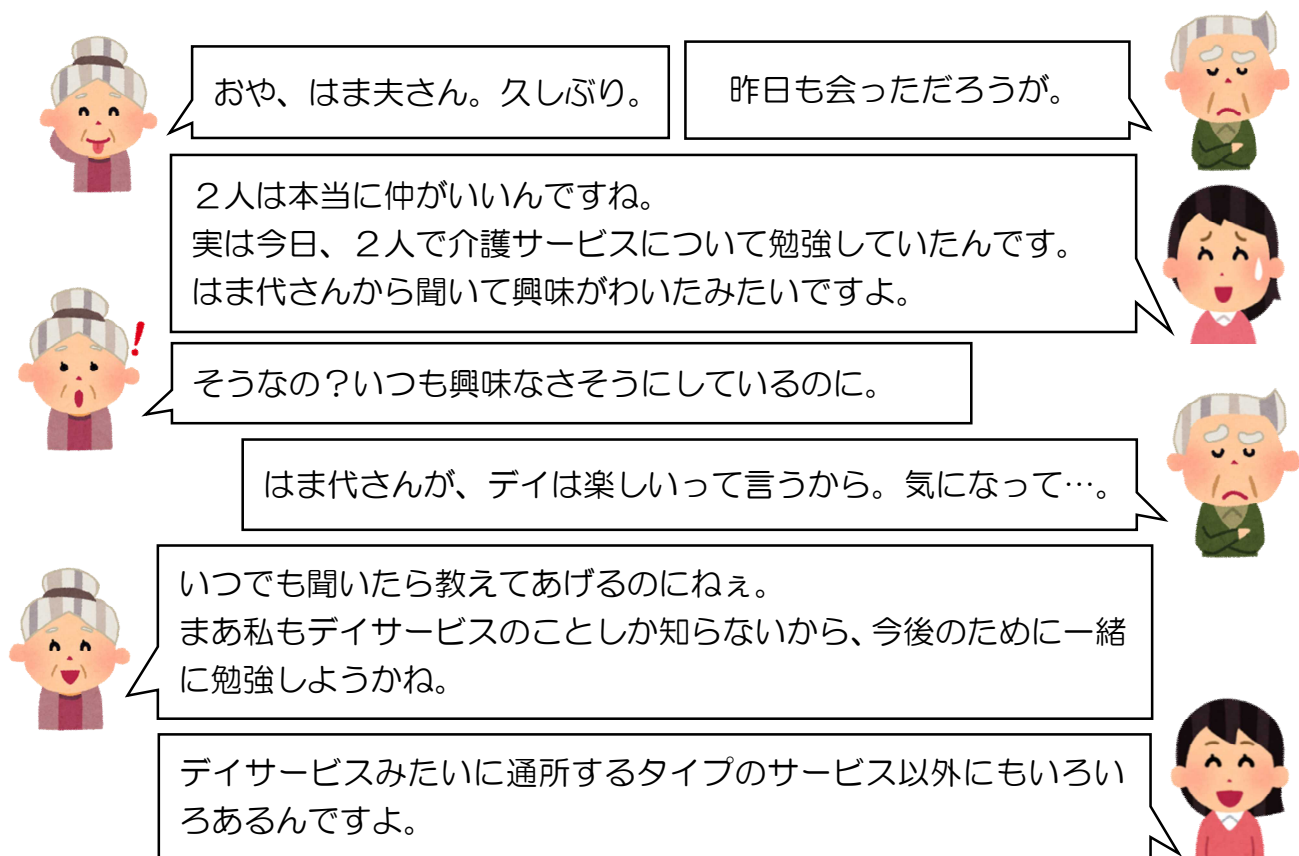 おや、はま夫さん。久しぶり。
昨日も会っただろうが。
２人は本当に仲がいいんですね。
実は今日、２人で介護サービスについて勉強していたんです。
はま代さんから聞いて興味がわいたみたいですよ。
そうなの？いつも興味なさそうにしているのに。
はま代さんが、デイは楽しいって言うから。気になって…。
いつでも聞いたら教えてあげるのにねぇ。
まあ私もデイサービスのことしか知らないから、今後のために一緒
に勉強しようかね。
デイサービスみたいに通所するタイプのサービス以外にもいろい
ろあるんですよ。